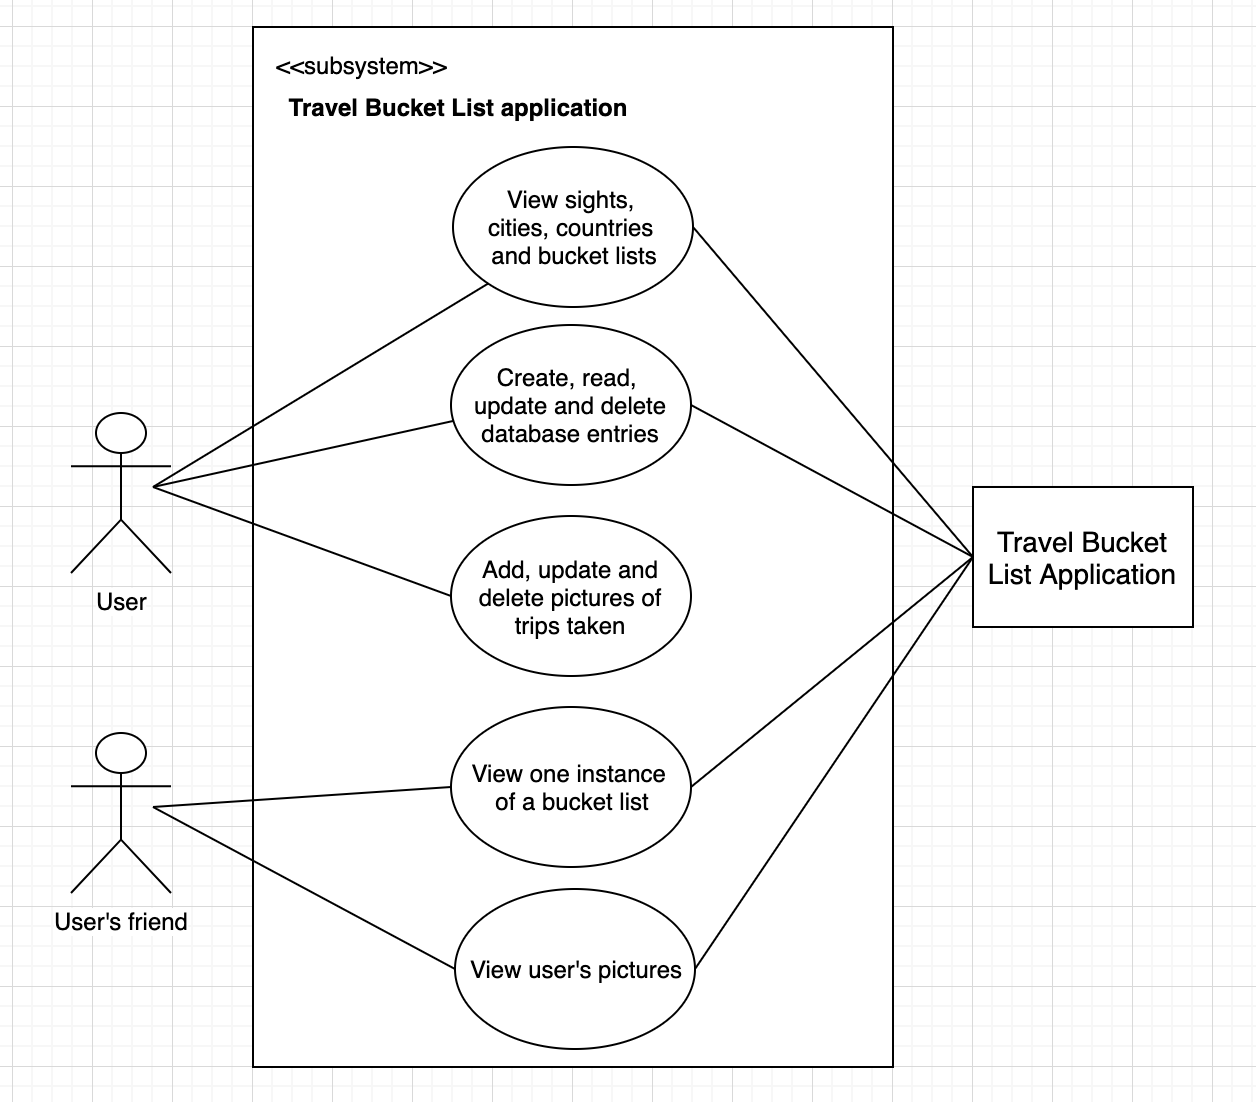 <<subsystem>>
Travel Bucket List application
View sights,
cities, countries
and bucket lists
Create, read,
update and delete
database entries
Add, update and
delete pictures of
trips taken
View one instance
of a bucket list
View user's pictures
User
User's friend
Travel Bucket
List Application